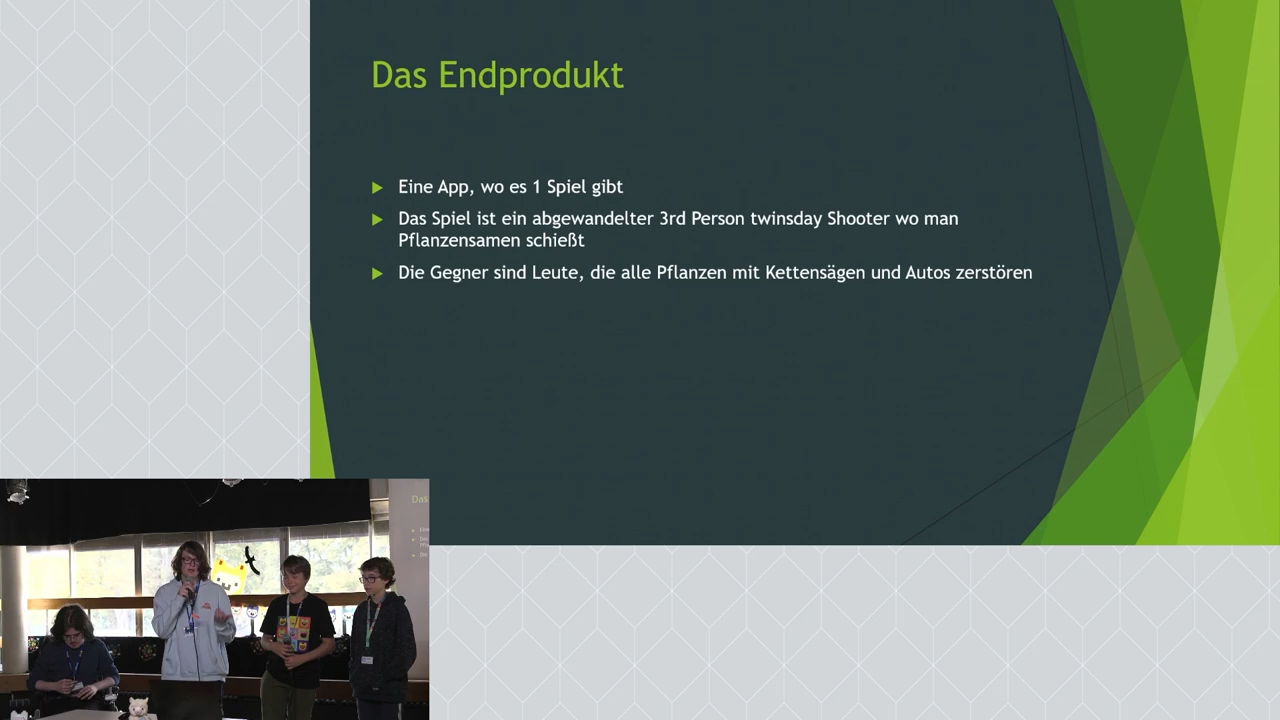 Das Endprodukt
Eine App, wo es 1 Spiel gibt
Das Spiel ist ein abgewandelter 3rd Person twinsday Shooter wo man
Pflanzensamen schießt
Die Gegner sind Leute, die alle Pflanzen mit Kettensägen und Autos zerstören
Das